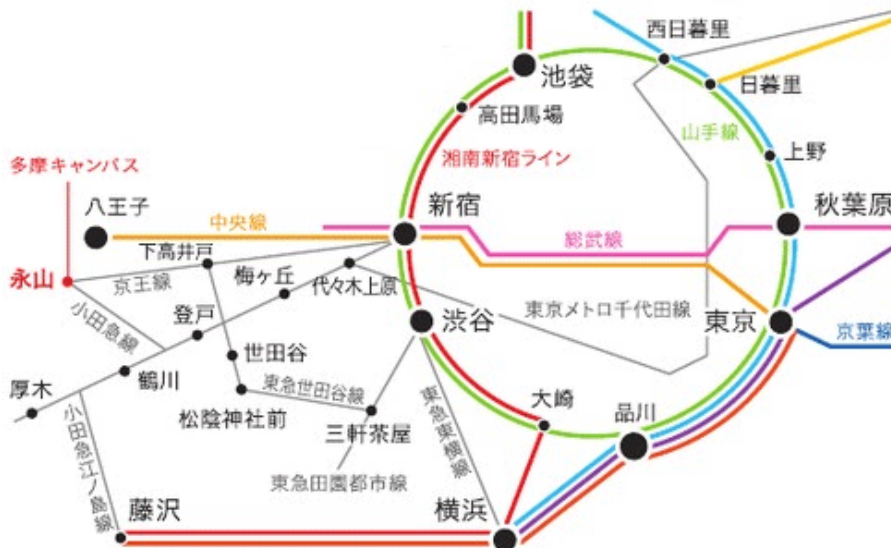 西日暮里
池袋
日暮里
高田馬場
山手線
湘南新宿ライン
上野
多摩キャンパス
八王子
中央線
新宿
秋葉原
総武線
下高井戸
梅ヶ丘
代々木上原
永山
京王線
小田急線
登戸
東京メトロ千代田線
渋谷
東京
京葉線
世田谷
鶴川
厚木
東急世田谷線
松陰神社前
三軒茶屋
東急東横線
大崎
品川
小田急江ノ島線
東急田園都市線
藤沢
横浜